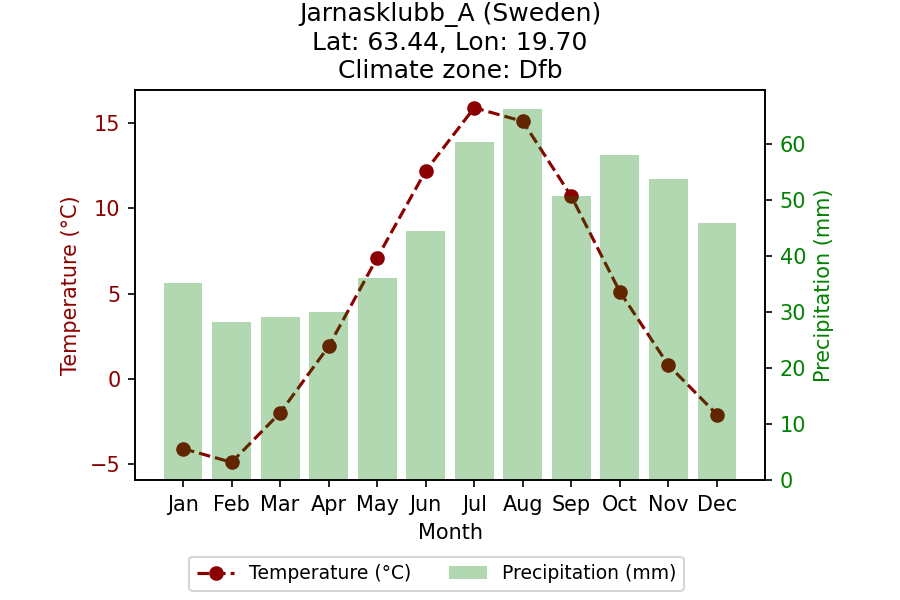 Jarnasklubb_A (Sweden)
Lat: 63.44, Lon: 19.70
Climate zone: Dfb
Temperature (°C)
15
10
5
0
−5
60
50
40
30
20
10
0
Precipitation (mm)
Jan Feb Mar Apr May Jun Jul Aug Sep Oct Nov Dec
Month
Temperature (°C) Precipitation (mm)